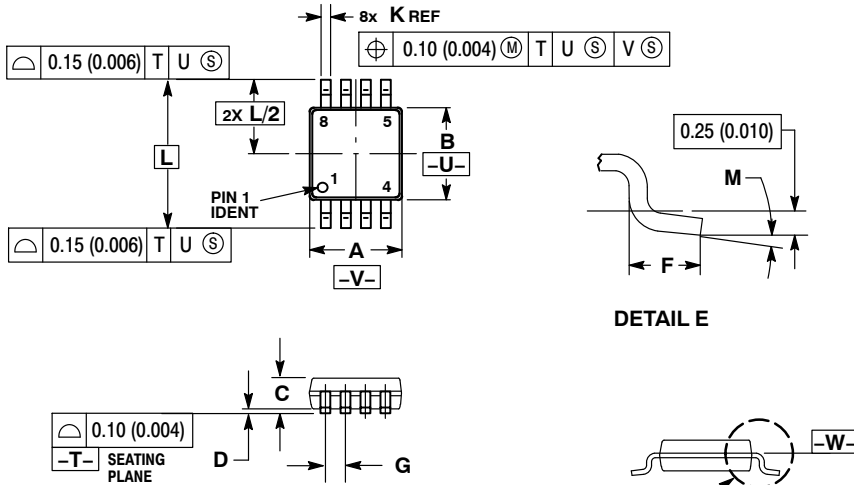 8x K REF
⌖ 0.10 (0.004) Ⓜ T U Ⓢ V Ⓢ
⌓ 0.15 (0.006) T U Ⓢ
2X L/2
8 5
B
-U-
L
1
4
PIN 1
IDENT
⌓ 0.15 (0.006) T U Ⓢ
A
-V-
0.25 (0.010)
M
F
DETAIL E
C
⌓ 0.10 (0.004)
-T- SEATING
PLANE
D
G
-W-